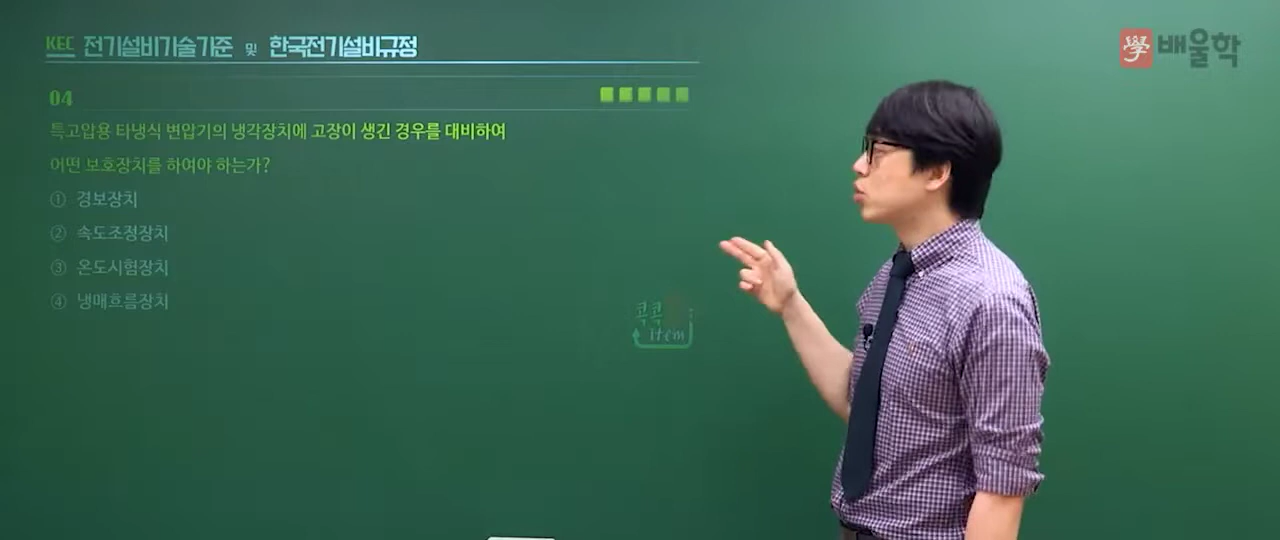 KEC 전기설비기술기준 및 한국전기설비규정
學 배울학
04
특고압용 타냉식 변압기의 냉각장치에 고장이 생긴 경우를 대비하여
어떤 보호장치를 하여야 하는가?
① 경보장치
② 속도조정장치
③ 온도시험장치
④ 냉매흐름장치
콕콕
item